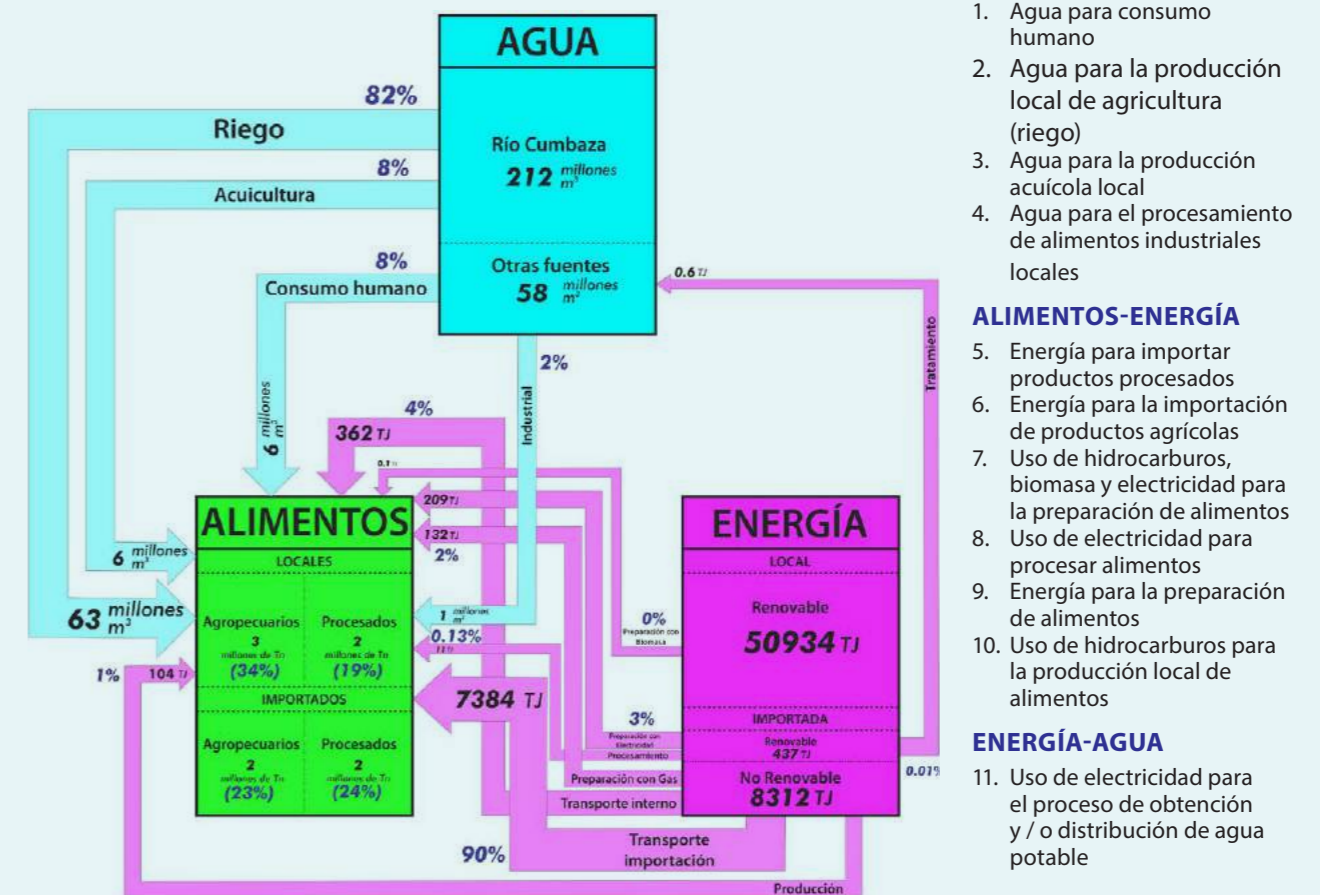 AGUA
82%
Riego
Río Cumbaza
212 millones m³
8%
Acuicultura
8%
Consumo humano
Otras fuentes
58 millones m³
0.6 TJ
Tratamiento
2%
Industrial
6 millones m³
4%
362 TJ
0.1 TJ
ALIMENTOS
209 TJ
132 TJ
2%
ENERGÍA
6 millones m³
LOCALES
LOCAL
63 millones m³
Agropecuarios
3
millones de Tn
(34%)
Procesados
2
millones de Tn
(19%)
1 millones m³
0.13%
11 TJ
0%
Preparación con
Biomasa
Renovable
50934 TJ
1%
104 TJ
IMPORTADOS
7384 TJ
Agropecuarios
2
millones de Tn
(23%)
Procesados
2
millones de Tn
(24%)
3%
Preparación con
Electricidad
Procesamiento
Preparación con Gas
Transporte interno
IMPORTADA
Renovable
437 TJ
No Renovable
8312 TJ
0.01%
90%
Transporte
importación
Producción
1. Agua para consumo
humano
2. Agua para la producción
local de agricultura
(riego)
3. Agua para la producción
acuícola local
4. Agua para el procesamiento
de alimentos industriales
locales
ALIMENTOS-ENERGÍA
5. Energía para importar
productos procesados
6. Energía para la importación
de productos agrícolas
7. Uso de hidrocarburos,
biomasa y electricidad para
la preparación de alimentos
8. Uso de electricidad para
procesar alimentos
9. Energía para la preparación
de alimentos
10. Uso de hidrocarburos para
la producción local de
alimentos
ENERGÍA-AGUA
11. Uso de electricidad para
el proceso de obtención
y / o distribución de agua
potable